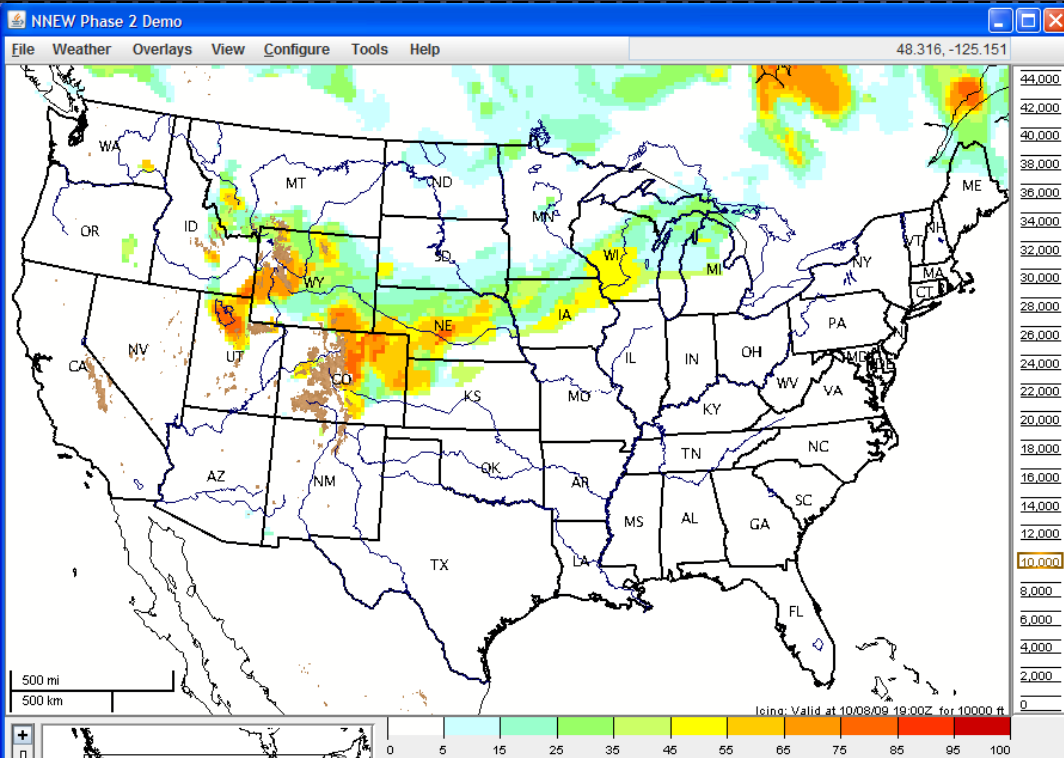 NNEW Phase 2 Demo
File Weather Overlays View Configure Tools Help 48.316, -125.151
44,000
42,000
40,000
38,000
36,000
34,000
32,000
30,000
28,000
26,000
24,000
22,000
20,000
18,000
16,000
14,000
12,000
10,000
8,000
6,000
4,000
2,000
0
WA
MT
ND
MN
ME
OR
ID
SD
WI
MI
NY
VT
NH
MA
CT
WY
NE
IA
PA
NJ
NV
UT
CO
IL
IN
OH
MD
DE
CA
KS
MO
WV
VA
KY
AZ
NM
OK
AR
TN
NC
SC
MS
AL
GA
TX
LA
FL
500 mi
500 km
Icing: Valid at 10/08/09 19:00Z for 10000 ft
0 5 15 25 35 45 55 65 75 85 95 100